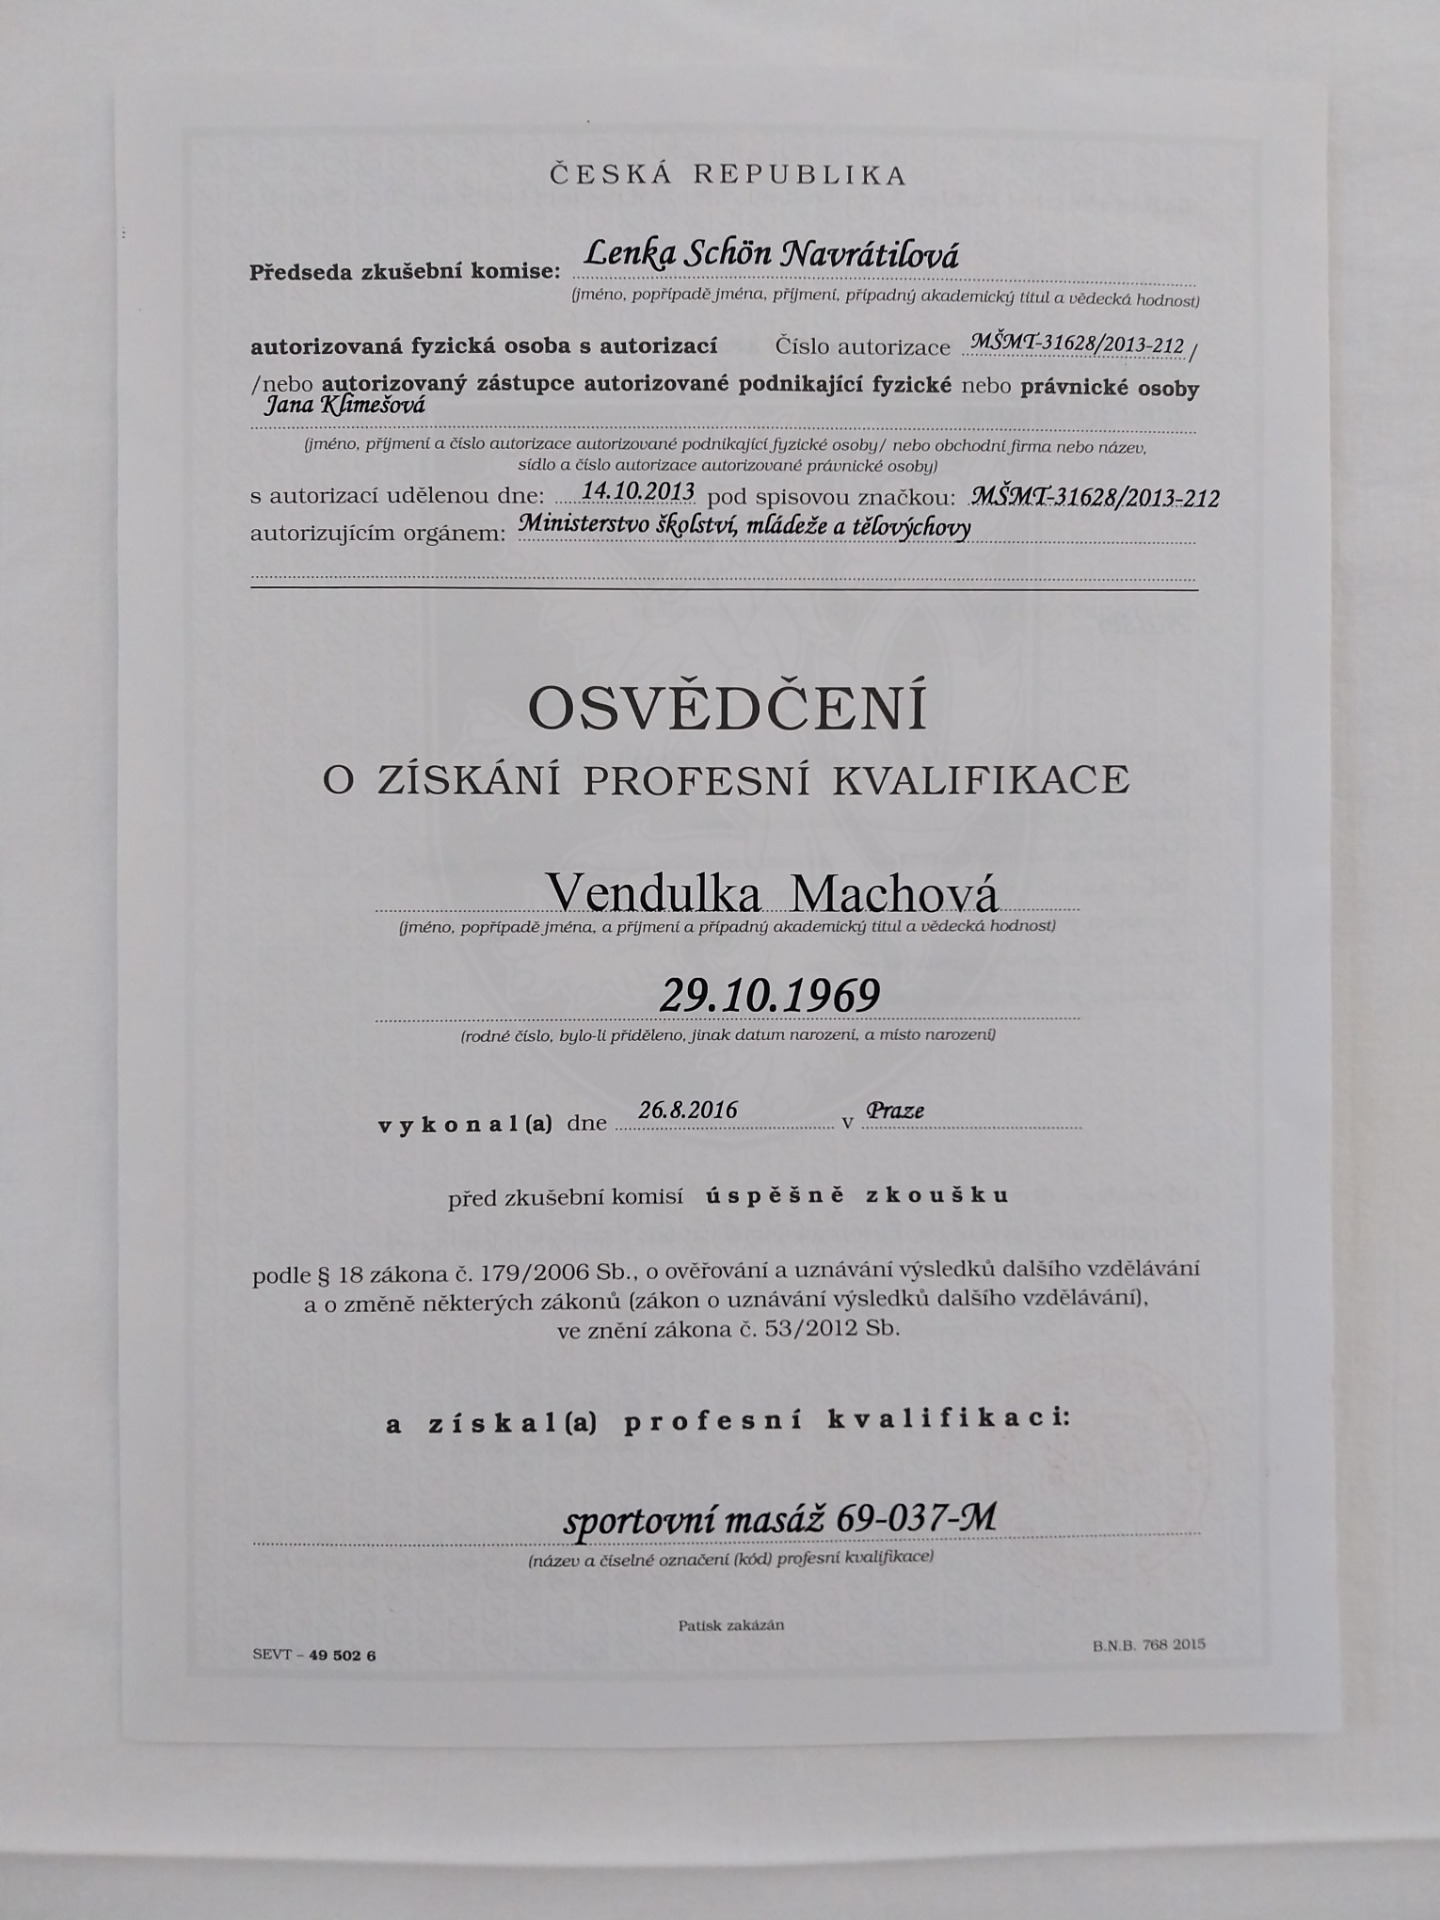 ČESKÁ REPUBLIKA
Předseda zkušební komise: Lenka Schön Navrátilová
(jméno, popřípadě jména, příjmení, případný akademický titul a vědecká hodnost)
autorizovaná fyzická osoba s autorizací Číslo autorizace MŠMT-31628/2013-212 /
/nebo autorizovaný zástupce autorizované podnikající fyzické nebo právnické osoby
Jana Klimešová
(jméno, příjmení a číslo autorizace autorizované podnikající fyzické osoby/ nebo obchodní firma nebo název,
sídlo a číslo autorizace autorizované právnické osoby)
s autorizací udělenou dne: 14.10.2013 pod spisovou značkou: MŠMT-31628/2013-212
autorizujícím orgánem: Ministerstvo školství, mládeže a tělovýchovy
OSVĚDČENÍ
O ZÍSKÁNÍ PROFESNÍ KVALIFIKACE
Vendulka Machová
(jméno, popřípadě jména, a příjmení a případný akademický titul a vědecká hodnost)
29.10.1969
(rodné číslo, bylo-li přiděleno, jinak datum narození, a místo narození)
vykonal(a) dne 26.8.2016 v Praze
před zkušební komisí úspěšně zkoušku
podle § 18 zákona č. 179/2006 Sb., o ověřování a uznávání výsledků dalšího vzdělávání
a o změně některých zákonů (zákon o uznávání výsledků dalšího vzdělávání),
ve znění zákona č. 53/2012 Sb.
a získal(a) profesní kvalifikaci:
sportovní masáž 69-037-M
(název a číselné označení (kód) profesní kvalifikace)
Patisk zakázán
SEVT – 49 502 6 B.N.B. 768 2015